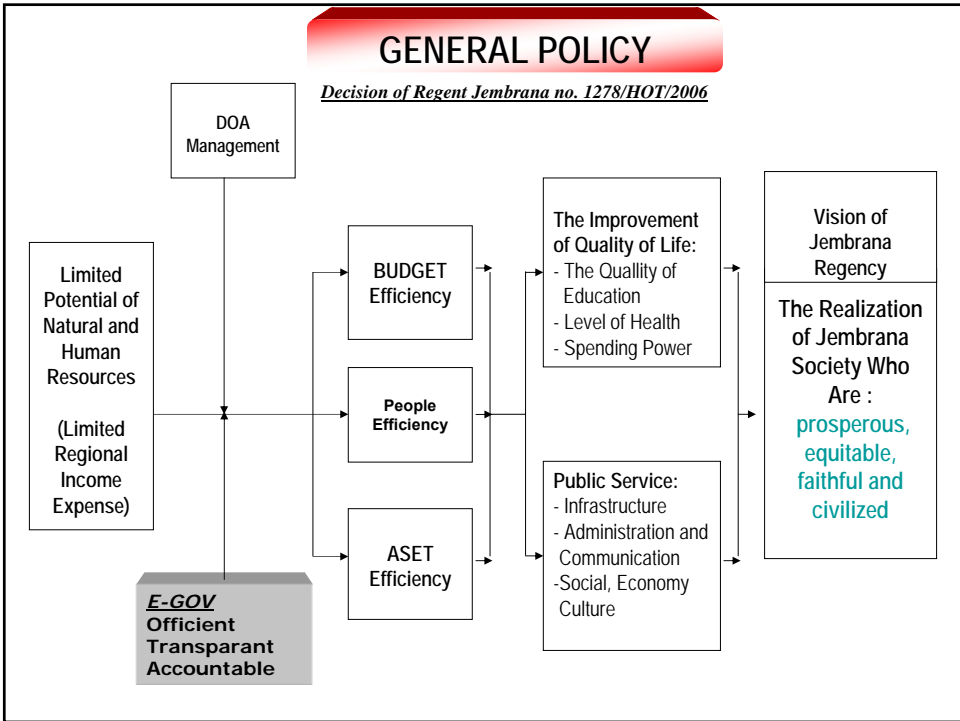 GENERAL POLICY
Decision of Regent Jembrana no. 1278/HOT/2006
DOA
Management
Limited
Potential of
Natural and
Human
Resources
(Limited
Regional
Income
Expense)
E-GOV
Officient
Transparant
Accountable
BUDGET
Efficiency
People
Efficiency
ASET
Efficiency
The Improvement
of Quality of Life:
- The Quallity of
Education
- Level of Health
- Spending Power
Public Service:
- Infrastructure
- Administration and
Communication
-Social, Economy
Culture
Vision of
Jembrana
Regency
The Realization
of Jembrana
Society Who
Are :
prosperous,
equitable,
faithful and
civilized